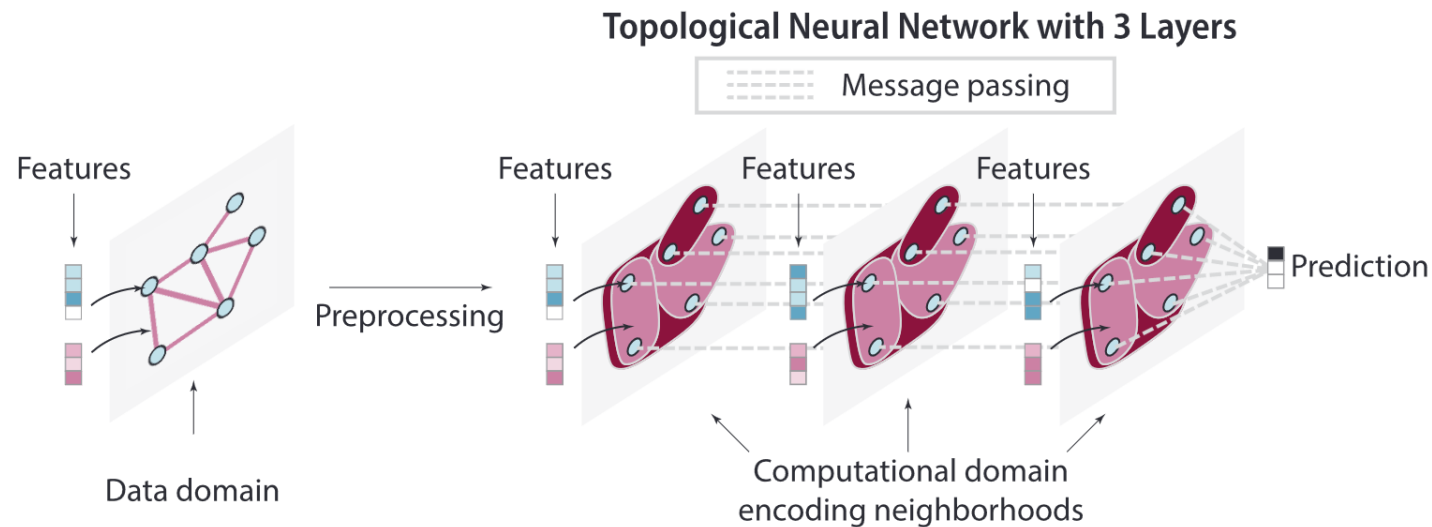 Topological Neural Network with 3 Layers
Message passing
Features
Features
Features
Features
Preprocessing
Prediction
Data domain
Computational domain
encoding neighborhoods